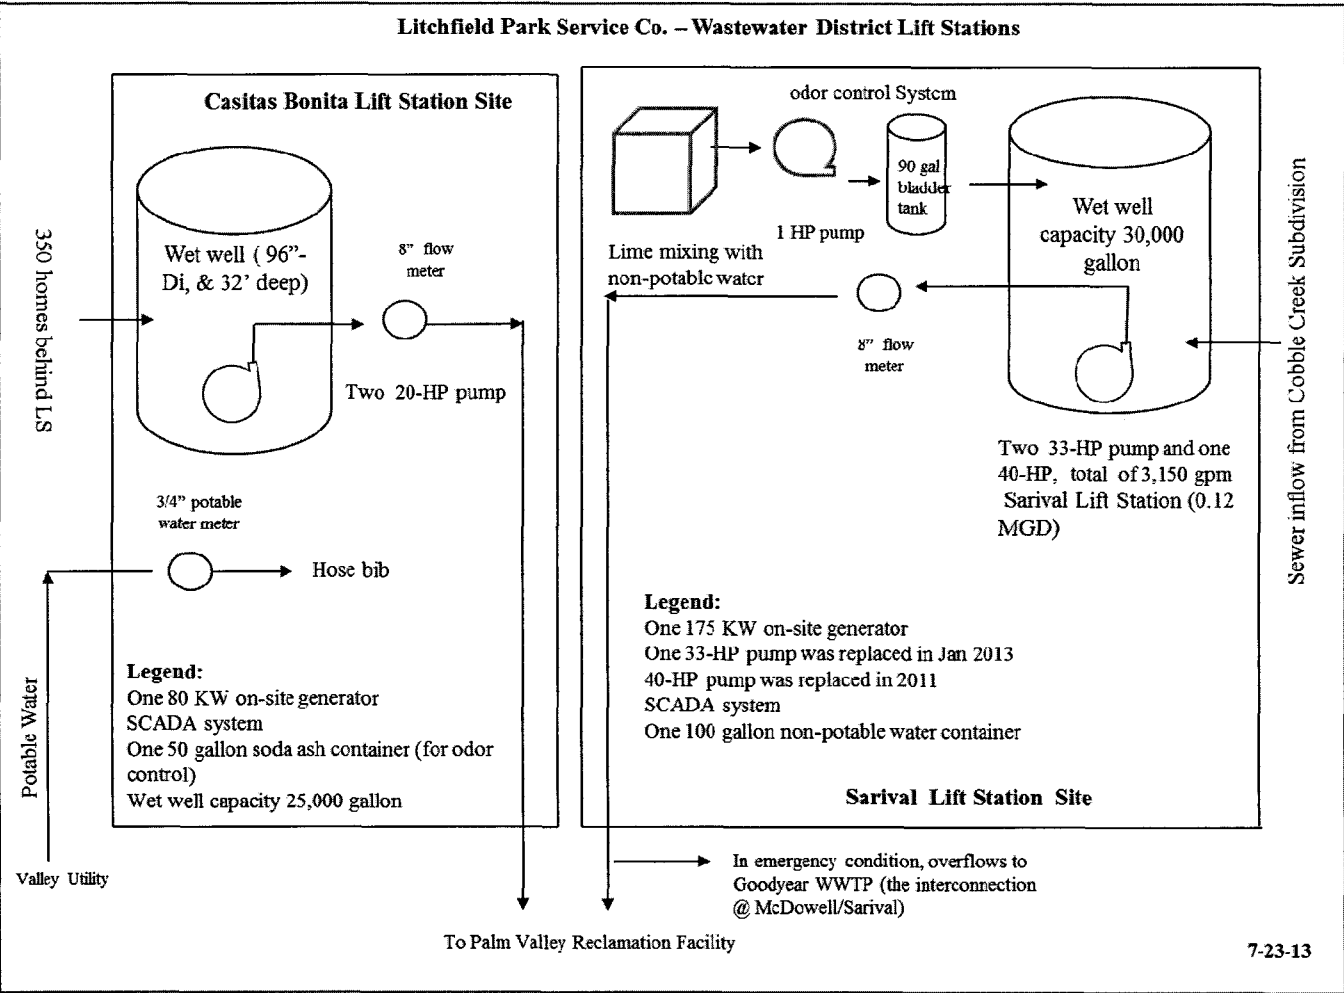 Litchfield Park Service Co. – Wastewater District Lift Stations
Casitas Bonita Lift Station Site
350 homes behind LS
Wet well ( 96”-
Di, & 32’ deep)
8” flow
meter
Two 20-HP pump
3/4” potable
water meter
Hose bib
Potable Water
Valley Utility
Legend:
One 80 KW on-site generator
SCADA system
One 50 gallon soda ash container (for odor
control)
Wet well capacity 25,000 gallon
odor control System
90 gal
bladder
tank
1 HP pump
Lime mixing with
non-potable water
Wet well
capacity 30,000
gallon
8” flow
meter
Sewer inflow from Cobble Creek Subdivision
Two 33-HP pump and one
40-HP, total of 3,150 gpm
Sarival Lift Station (0.12
MGD)
Legend:
One 175 KW on-site generator
One 33-HP pump was replaced in Jan 2013
40-HP pump was replaced in 2011
SCADA system
One 100 gallon non-potable water container
Sarival Lift Station Site
In emergency condition, overflows to
Goodyear WWTP (the interconnection
@ McDowell/Sarival)
To Palm Valley Reclamation Facility
7-23-13